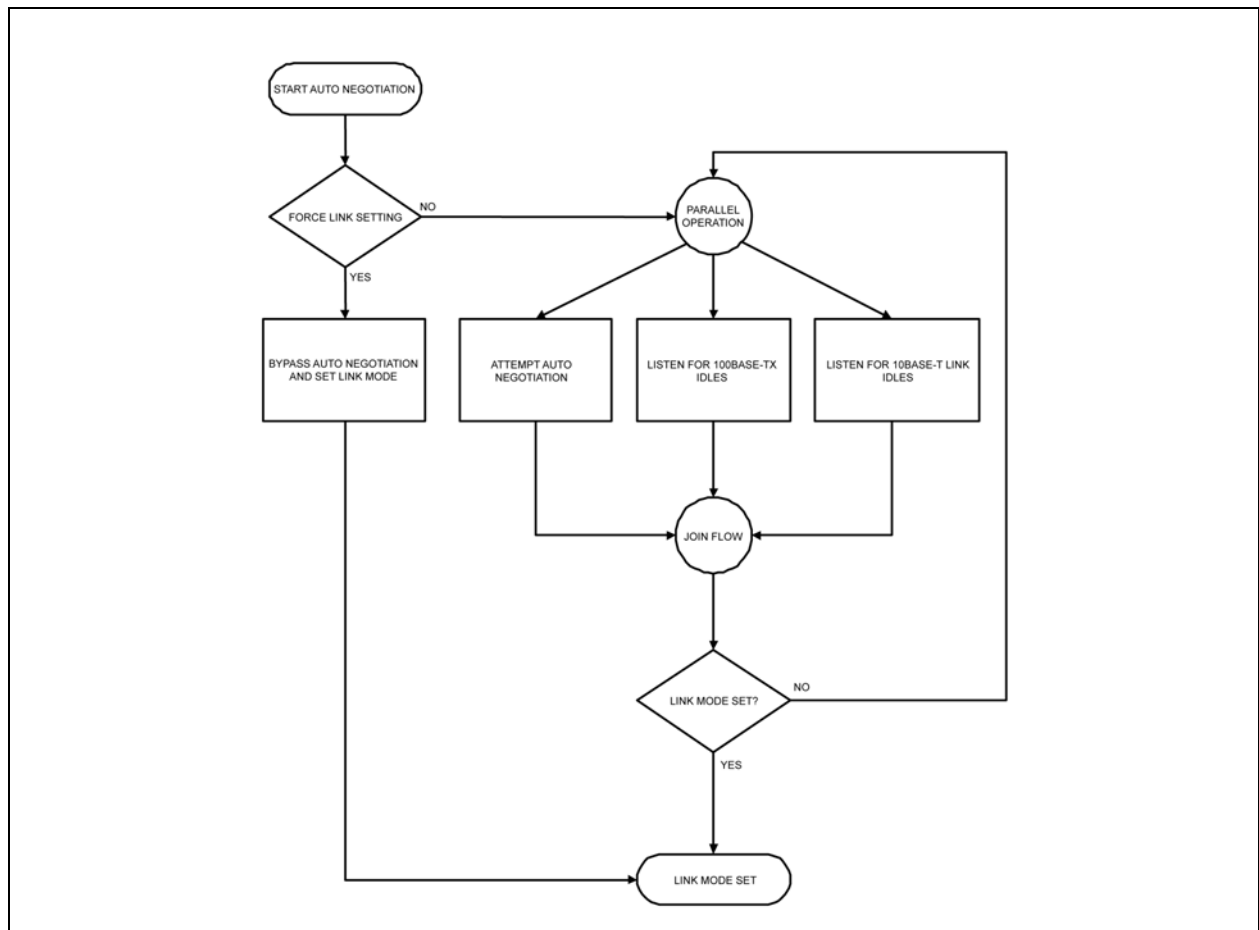 START AUTO NEGOTIATION
FORCE LINK SETTING
NO
PARALLEL
OPERATION
YES
BYPASS AUTO NEGOTIATION
AND SET LINK MODE
ATTEMPT AUTO
NEGOTIATION
LISTEN FOR 100BASE-TX
IDLES
LISTEN FOR 10BASE-T LINK
IDLES
JOIN FLOW
LINK MODE SET?
NO
YES
LINK MODE SET